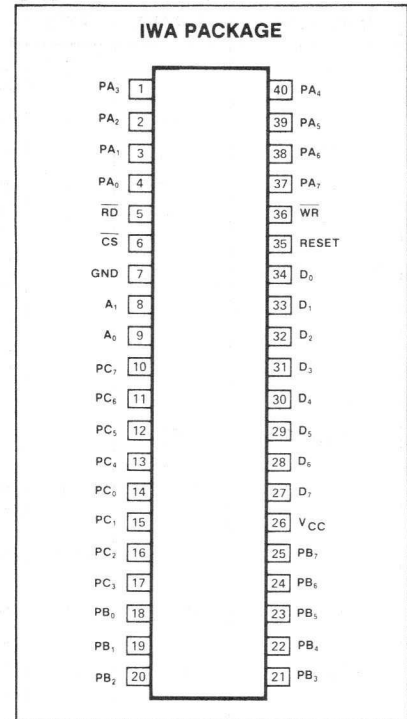 IWA PACKAGE
PA₃ 1 40 PA₄
PA₂ 2 39 PA₅
PA₁ 3 38 PA₆
PA₀ 4 37 PA₇
R̅D̅ 5 36 W̅R̅
C̅S̅ 6 35 RESET
GND 7 34 D₀
A₁ 8 33 D₁
A₀ 9 32 D₂
PC₇ 10 31 D₃
PC₆ 11 30 D₄
PC₅ 12 29 D₅
PC₄ 13 28 D₆
PC₀ 14 27 D₇
PC₁ 15 26 V_CC
PC₂ 16 25 PB₇
PC₃ 17 24 PB₆
PB₀ 18 23 PB₅
PB₁ 19 22 PB₄
PB₂ 20 21 PB₃